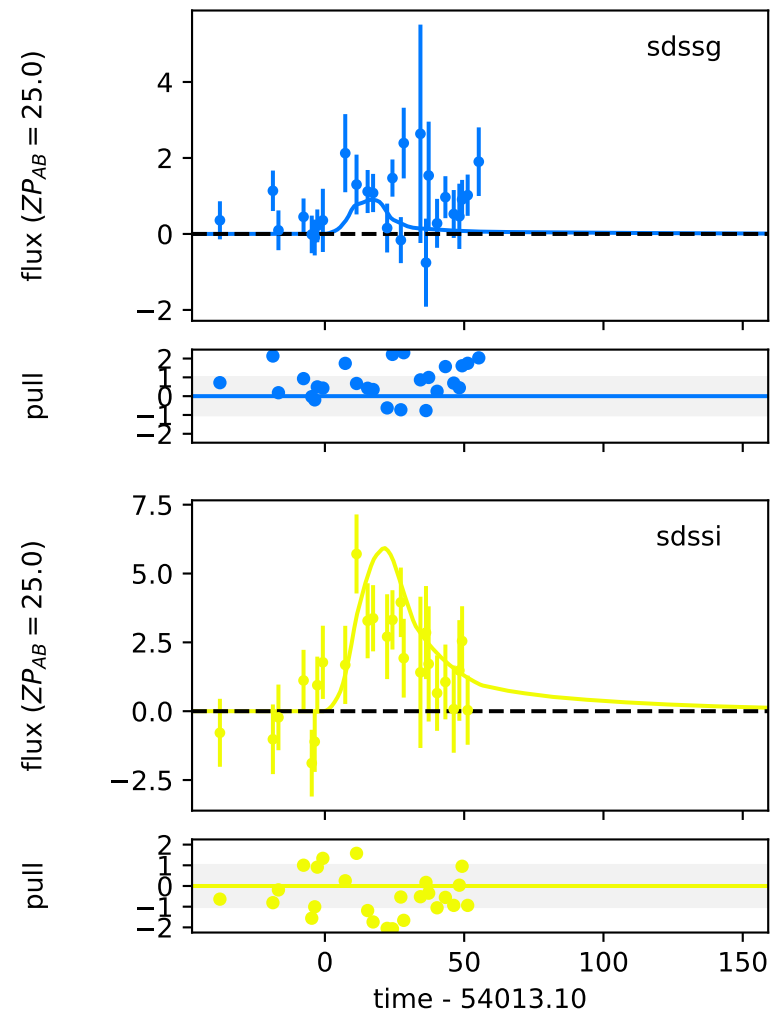 sdssg
flux (ZP_AB = 25.0)
4
2
0
−2
pull
2
1
0
−1
−2
sdssi
flux (ZP_AB = 25.0)
7.5
5.0
2.5
0.0
−2.5
pull
2
1
0
−1
−2
0 50 100 150
time - 54013.10